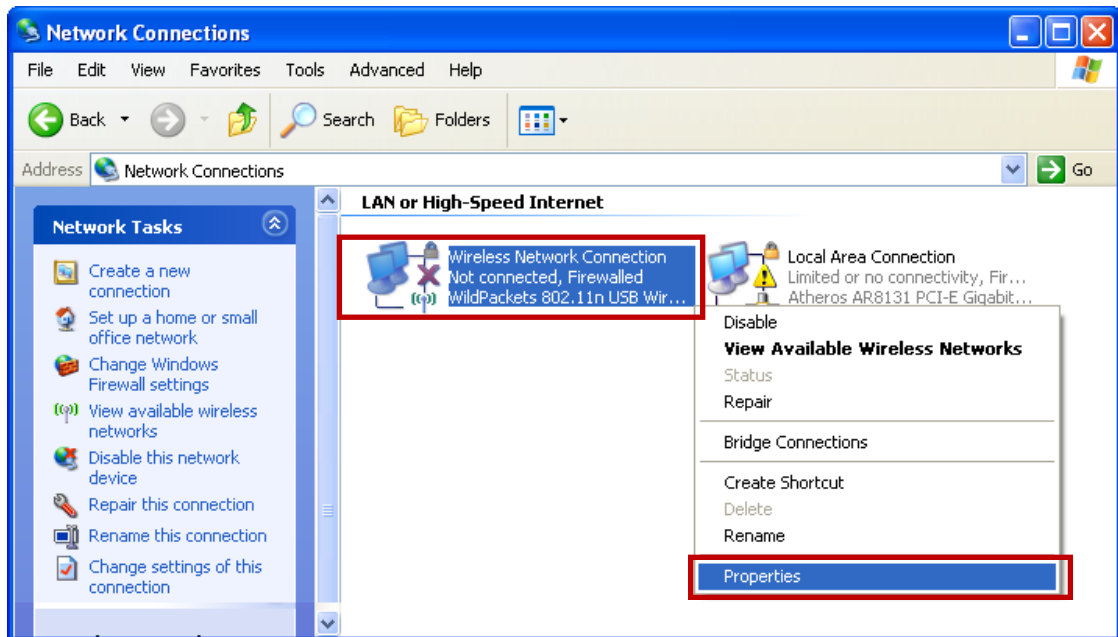 Network Connections
File Edit View Favorites Tools Advanced Help
Back Search Folders
Address Network Connections Go
Network Tasks
Create a new
connection
Set up a home or small
office network
Change Windows
Firewall settings
View available wireless
networks
Disable this network
device
Repair this connection
Rename this connection
Change settings of this
connection
LAN or High-Speed Internet
Wireless Network Connection
Not connected, Firewalled
WildPackets 802.11n USB Wir...
Local Area Connection
Limited or no connectivity, Fir...
Atheros AR8131 PCI-E Gigabit...
Disable
View Available Wireless Networks
Status
Repair
Bridge Connections
Create Shortcut
Delete
Rename
Properties